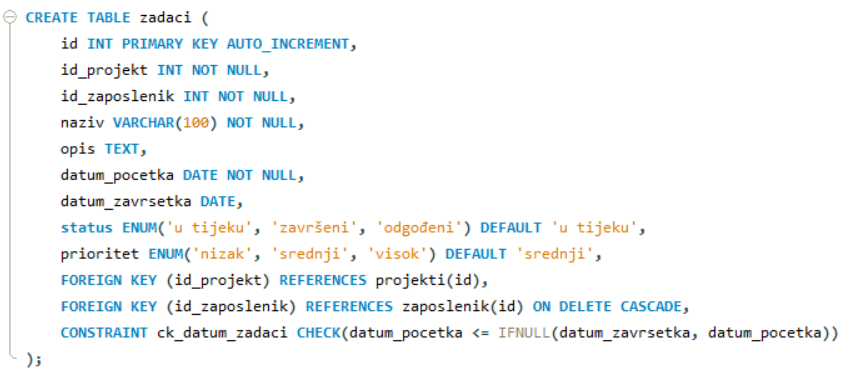 CREATE TABLE zadaci (
id INT PRIMARY KEY AUTO_INCREMENT,
id_projekt INT NOT NULL,
id_zaposlenik INT NOT NULL,
naziv VARCHAR(100) NOT NULL,
opis TEXT,
datum_pocetka DATE NOT NULL,
datum_zavrsetka DATE,
status ENUM('u tijeku', 'završeni', 'odgođeni') DEFAULT 'u tijeku',
prioritet ENUM('nizak', 'srednji', 'visok') DEFAULT 'srednji',
FOREIGN KEY (id_projekt) REFERENCES projekti(id),
FOREIGN KEY (id_zaposlenik) REFERENCES zaposlenik(id) ON DELETE CASCADE,
CONSTRAINT ck_datum_zadaci CHECK(datum_pocetka <= IFNULL(datum_zavrsetka, datum_pocetka))
);